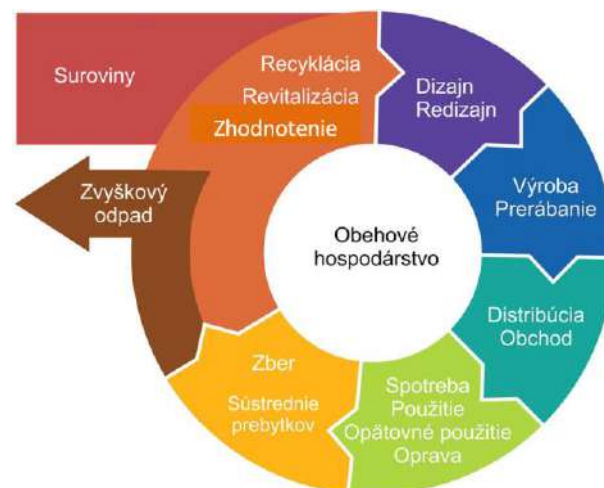 Suroviny
Recyklácia
Revitalizácia
Zhodnotenie
Dizajn
Redizajn
Výroba
Prerábanie
Distribúcia
Obchod
Spotreba
Použitie
Opätovné použitie
Oprava
Zber
Sústrednie
prebytkov
Zvyškový
odpad
Obehové
hospodárstvo